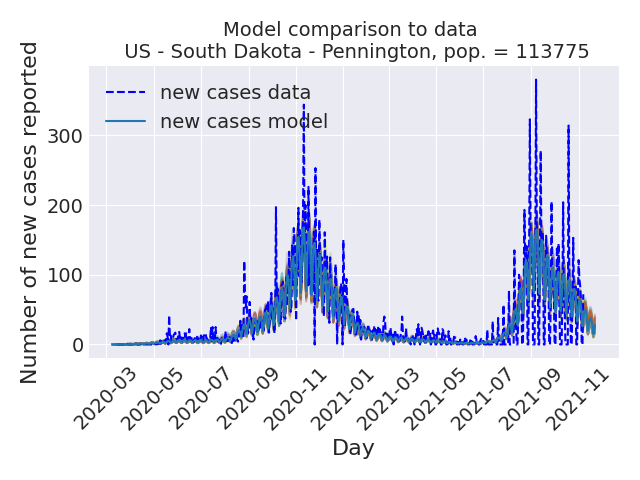 Model comparison to data
US - South Dakota - Pennington, pop. = 113775
new cases data
new cases model
Number of new cases reported
300
200
100
0
2020-03
2020-05
2020-07
2020-09
2020-11
2021-01
2021-03
2021-05
2021-07
2021-09
2021-11
Day